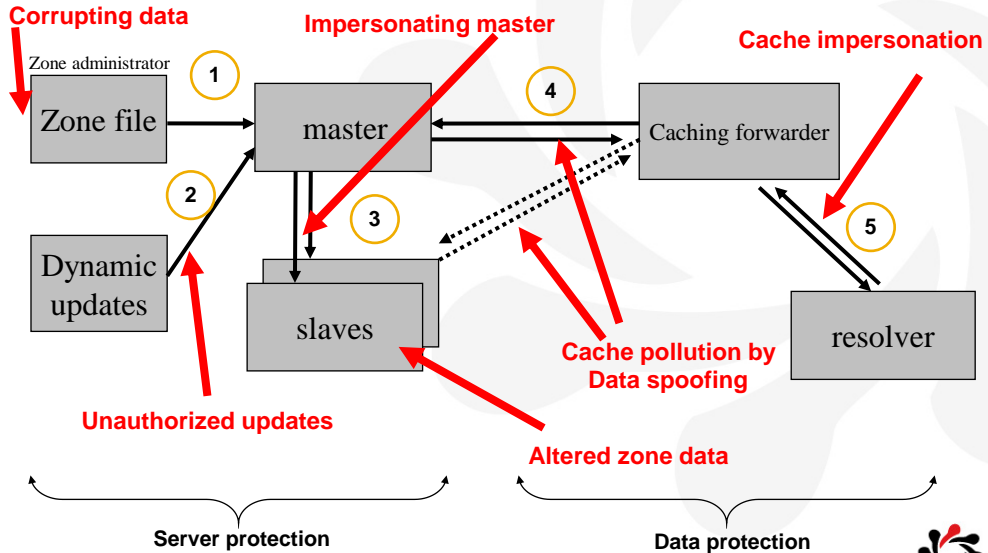 Corrupting data
Impersonating master
Cache impersonation
Zone administrator
1
4
Zone file
master
Caching forwarder
2
3
5
Dynamic
updates
slaves
resolver
Cache pollution by
Data spoofing
Unauthorized updates
Altered zone data
Server protection
Data protection